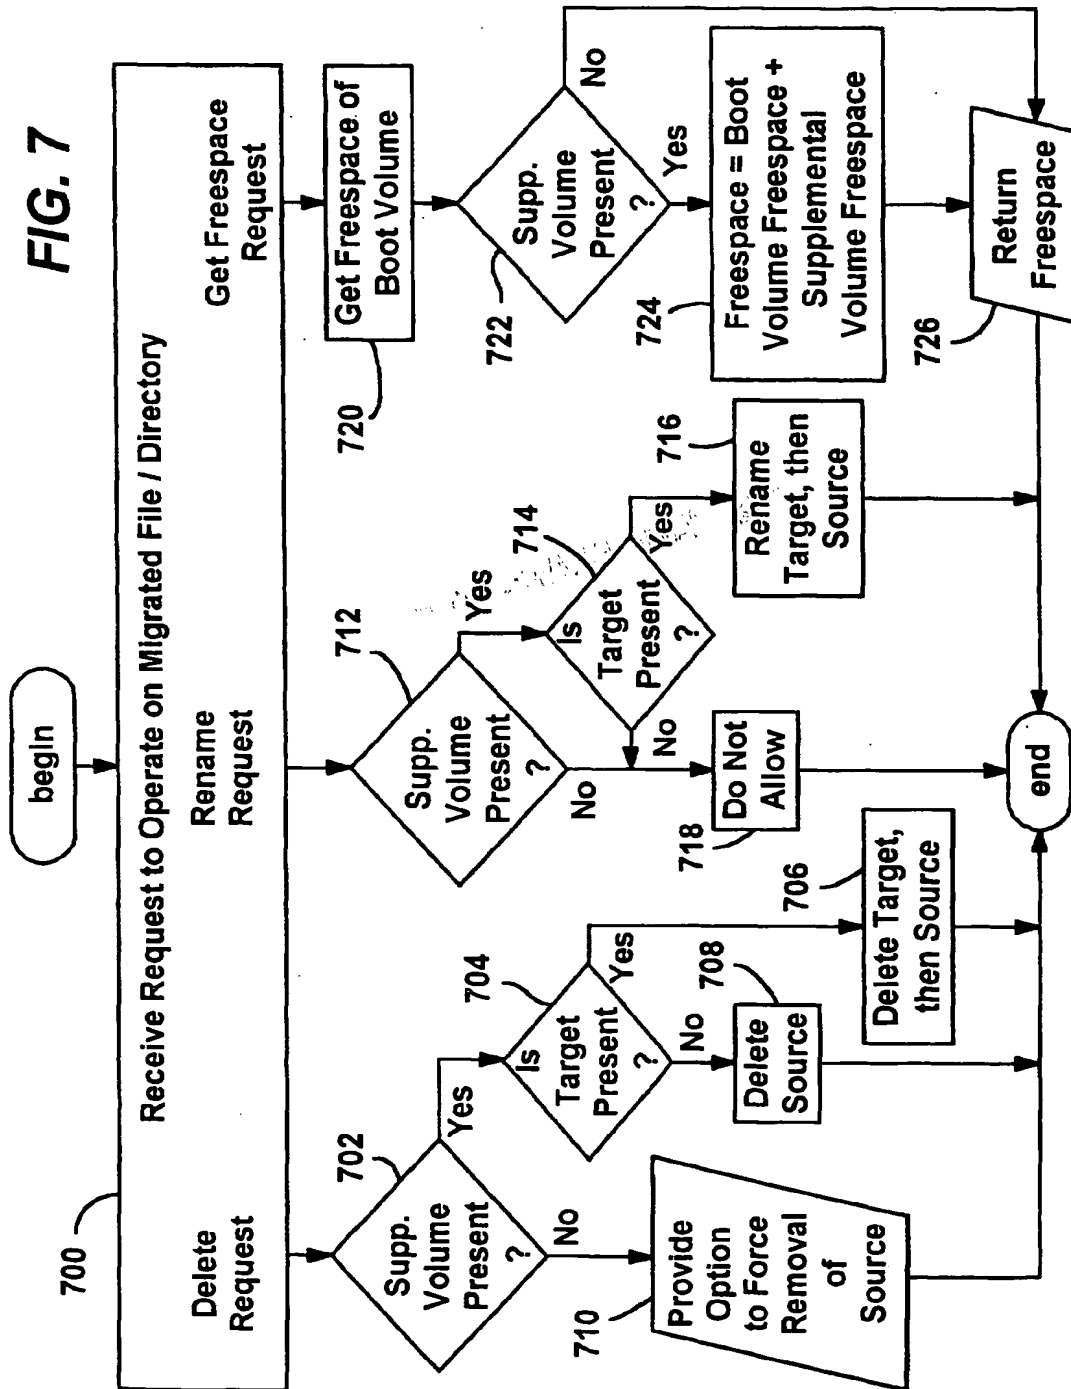 FIG. 7
begin
700
Receive Request to Operate on Migrated File / Directory
Delete
Request
Rename
Request
Get Freespace
Request
702
Supp.
Volume
Present
?
Yes
No
704
Is
Target
Present
?
Yes
No
706
Delete Target,
then Source
708
Delete
Source
710
Provide
Option
to Force
Removal
of
Source
712
Supp.
Volume
Present
?
Yes
No
714
Is
Target
Present
?
Yes
No
716
Rename
Target, then
Source
718
Do Not
Allow
720
Get Freespace of
Boot Volume
722
Supp.
Volume
Present
?
No
Yes
724
Freespace = Boot
Volume Freespace +
Supplemental
Volume Freespace
726
Return
Freespace
end